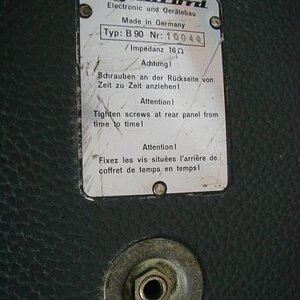 Electronic und Gerätebau
Made in Germany
Typ: B 90 Nr: 10040
Impedanz 16 Ω
Achtung!
Schrauben an der Rückseite von
Zeit zu Zeit anziehen!
Attention!
Tighten screws at rear panel from
time to time!
Attention!
Fixez les vis situées l'arrière de
coffret de temps en temps!